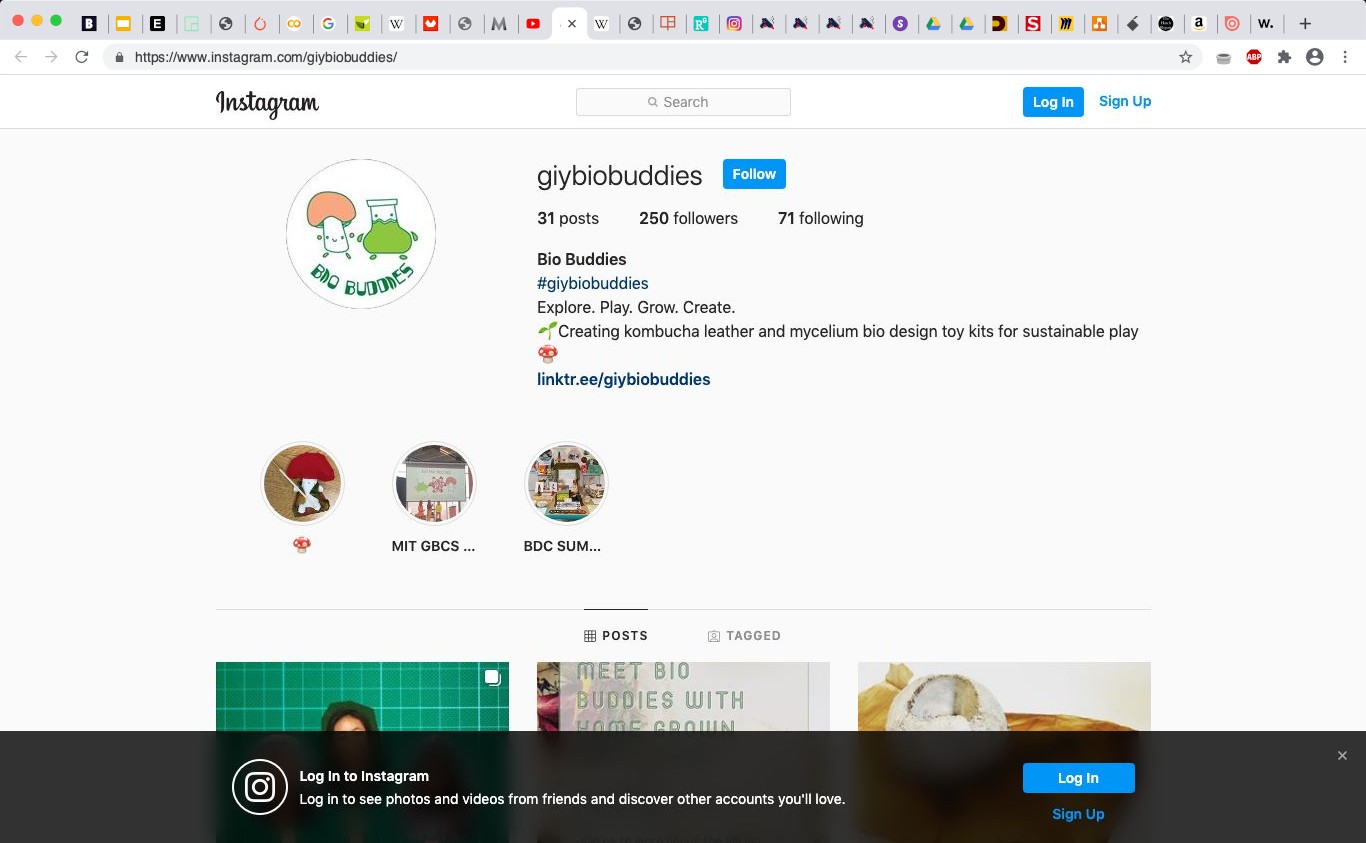 https://www.instagram.com/giybiobuddies/
Instagram
Search
Log In
Sign Up
BIO BUDDIES
giybiobuddies
Follow
31 posts
250 followers
71 following
Bio Buddies
#giybiobuddies
Explore. Play. Grow. Create.
🌱Creating kombucha leather and mycelium bio design toy kits for sustainable play
🍄
linktr.ee/giybiobuddies
🍄
MIT GBCS ...
BDC SUM...
POSTS
TAGGED
MEET BIO
BUDDIES WITH
HOME GROWN
Log In to Instagram
Log in to see photos and videos from friends and discover other accounts you'll love.
Log In
Sign Up